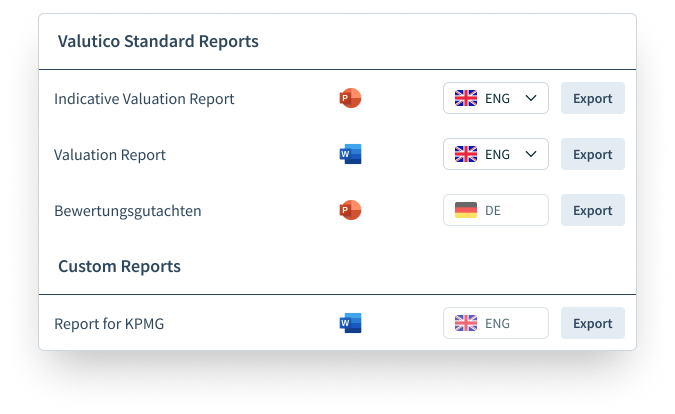 Valutico Standard Reports
Indicative Valuation Report P ENG Export
Valuation Report W ENG Export
Bewertungsgutachten P DE Export
Custom Reports
Report for KPMG W ENG Export